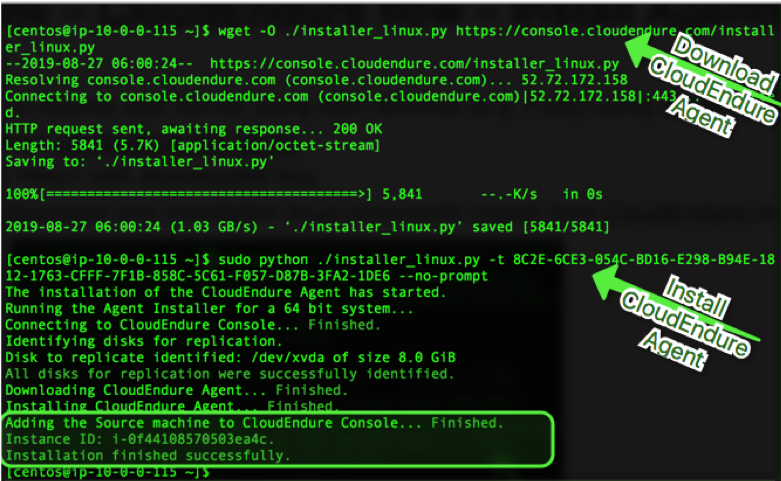 [centos@ip-10-0-0-115 ~]$ wget -O ./installer_linux.py https://console.cloudendure.com/install
er_linux.py
--2019-08-27 06:00:24--  https://console.cloudendure.com/installer_linux.py
Resolving console.cloudendure.com (console.cloudendure.com)... 52.72.172.158
Connecting to console.cloudendure.com (console.cloudendure.com)|52.72.172.158|:443...
d.
HTTP request sent, awaiting response... 200 OK
Length: 5841 (5.7K) [application/octet-stream]
Saving to: ‘./installer_linux.py’
100%[======================================>] 5,841       --.-K/s   in 0s
2019-08-27 06:00:24 (1.03 GB/s) - ‘./installer_linux.py’ saved [5841/5841]
Download
CloudEndure
Agent
[centos@ip-10-0-0-115 ~]$ sudo python ./installer_linux.py -t 8C2E-6CE3-054C-BD16-E298-B94E-18
12-1763-CFFF-7F1B-858C-5C61-F057-D87B-3FA2-1DE6 --no-prompt
The installation of the CloudEndure Agent has started.
Running the Agent Installer for a 64 bit system...
Connecting to CloudEndure Console... Finished.
Identifying disks for replication.
Disk to replicate identified: /dev/xvda of size 8.0 GiB
All disks for replication were successfully identified.
Downloading CloudEndure Agent... Finished.
Installing CloudEndure Agent... Finished.
Adding the Source machine to CloudEndure Console... Finished.
Instance ID: i-0f44108570503ea4c.
Installation finished successfully.
[centos@ip-10-0-0-115 ~]$
Install
CloudEndure
Agent